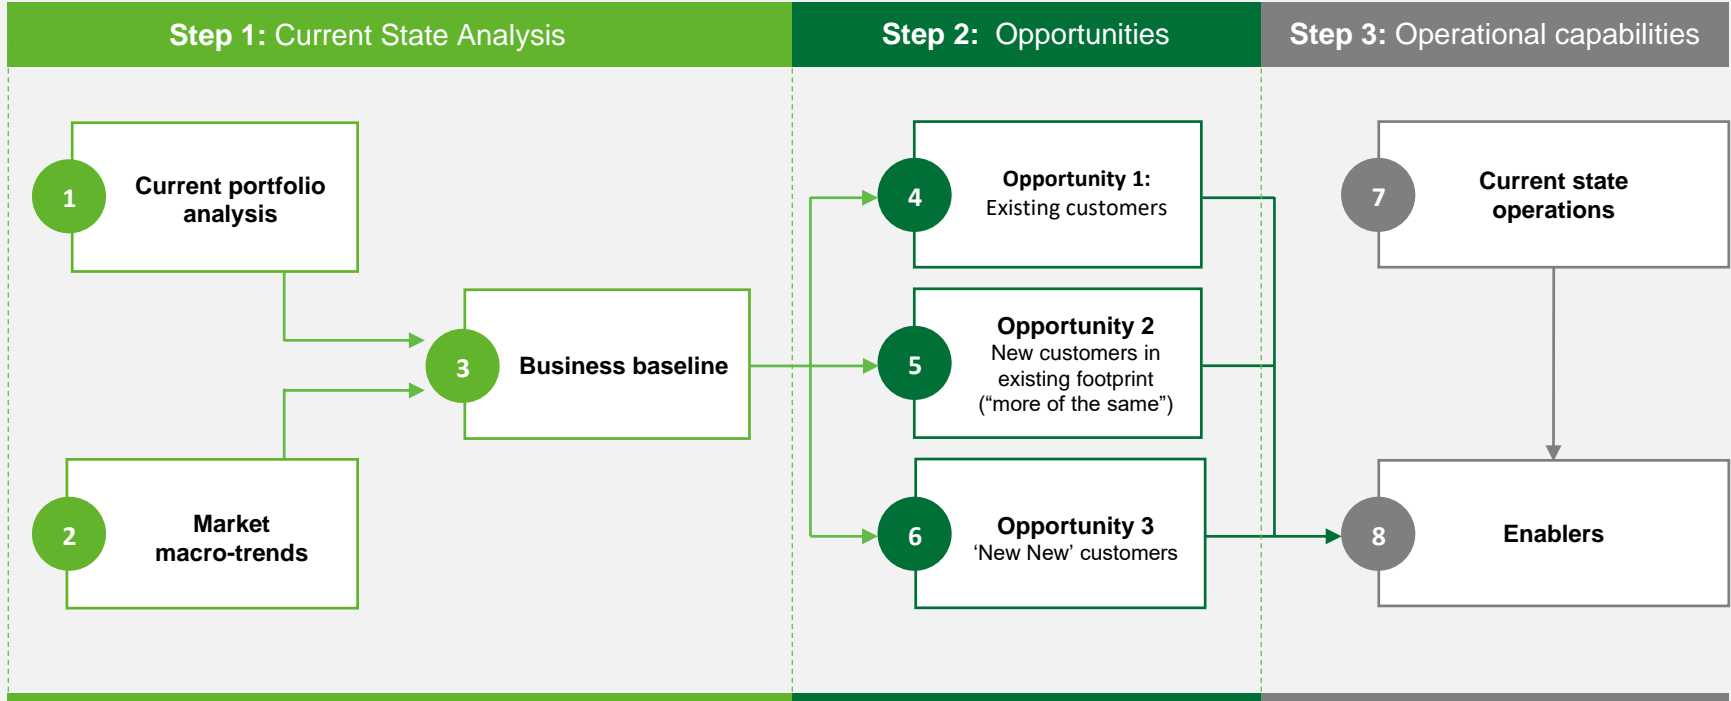 Step 1: Current State Analysis
Step 2: Opportunities
Step 3: Operational capabilities
1
Current portfolio
analysis
2
Market
macro-trends
3
Business baseline
4
Opportunity 1:
Existing customers
5
Opportunity 2
New customers in
existing footprint
(“more of the same”)
6
Opportunity 3
‘New New’ customers
7
Current state
operations
8
Enablers